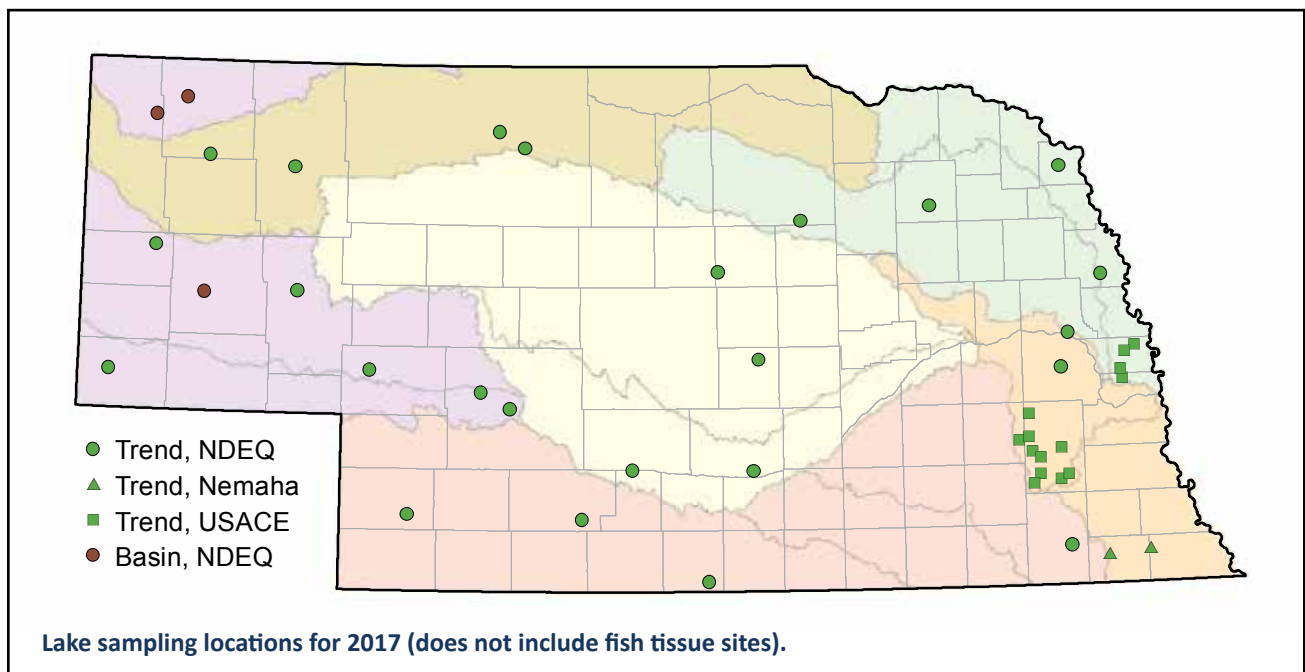 Trend, NDEQ
Trend, Nemaha
Trend, USACE
Basin, NDEQ
Lake sampling locations for 2017 (does not include fish tissue sites).